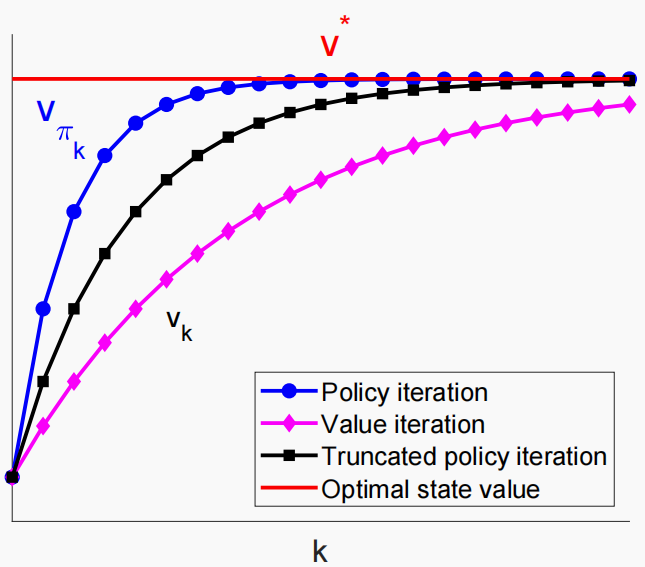 v*
vπk
vk
Policy iteration
Value iteration
Truncated policy iteration
Optimal state value
k